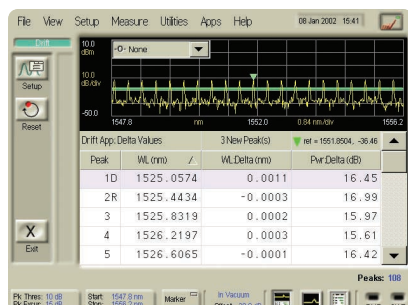 File View Setup Measure Utilities Apps Help 08 Jan 2002 15:41
Drift
10.0 dBm
-O- None
10.0 dB/div
Setup
-50.0
1547.8 nm 1552.0 0.84 nm/div 1556.2
Reset
Drift App: Delta Values 3 New Peak(s) ref = 1551.8504, -36.46
Peak WL (nm) / WL:Delta (nm) Pwr:Delta (dB)
1D 1525.0574 0.0011 16.45
2R 1525.4434 -0.0003 16.99
3 1525.8319 0.0002 15.97
4 1526.2197 0.0003 15.61
5 1526.6065 -0.0001 16.42
X
Exit
Peaks: 108
Pk Thres: 10 dB Start: 1547.8 nm Marker In Vacuum